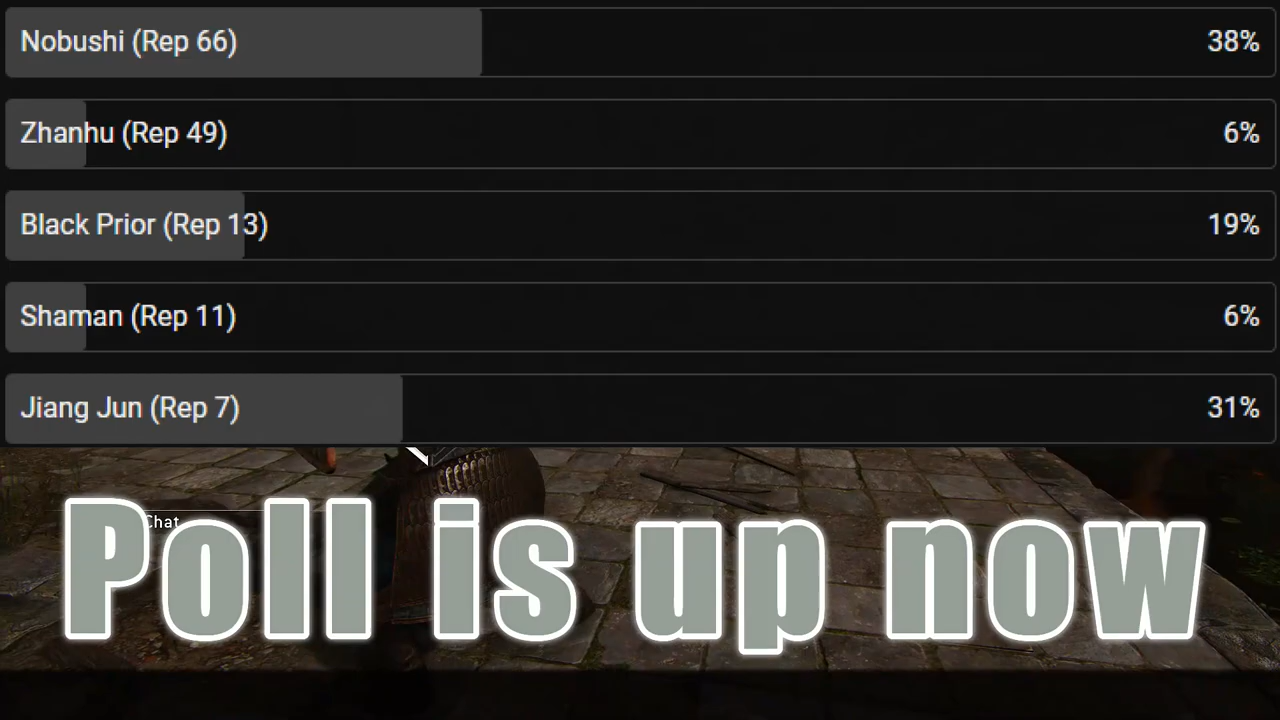 Nobushi (Rep 66) 38%
Zhanhu (Rep 49) 6%
Black Prior (Rep 13) 19%
Shaman (Rep 11) 6%
Jiang Jun (Rep 7) 31%
Chat
Poll is up now